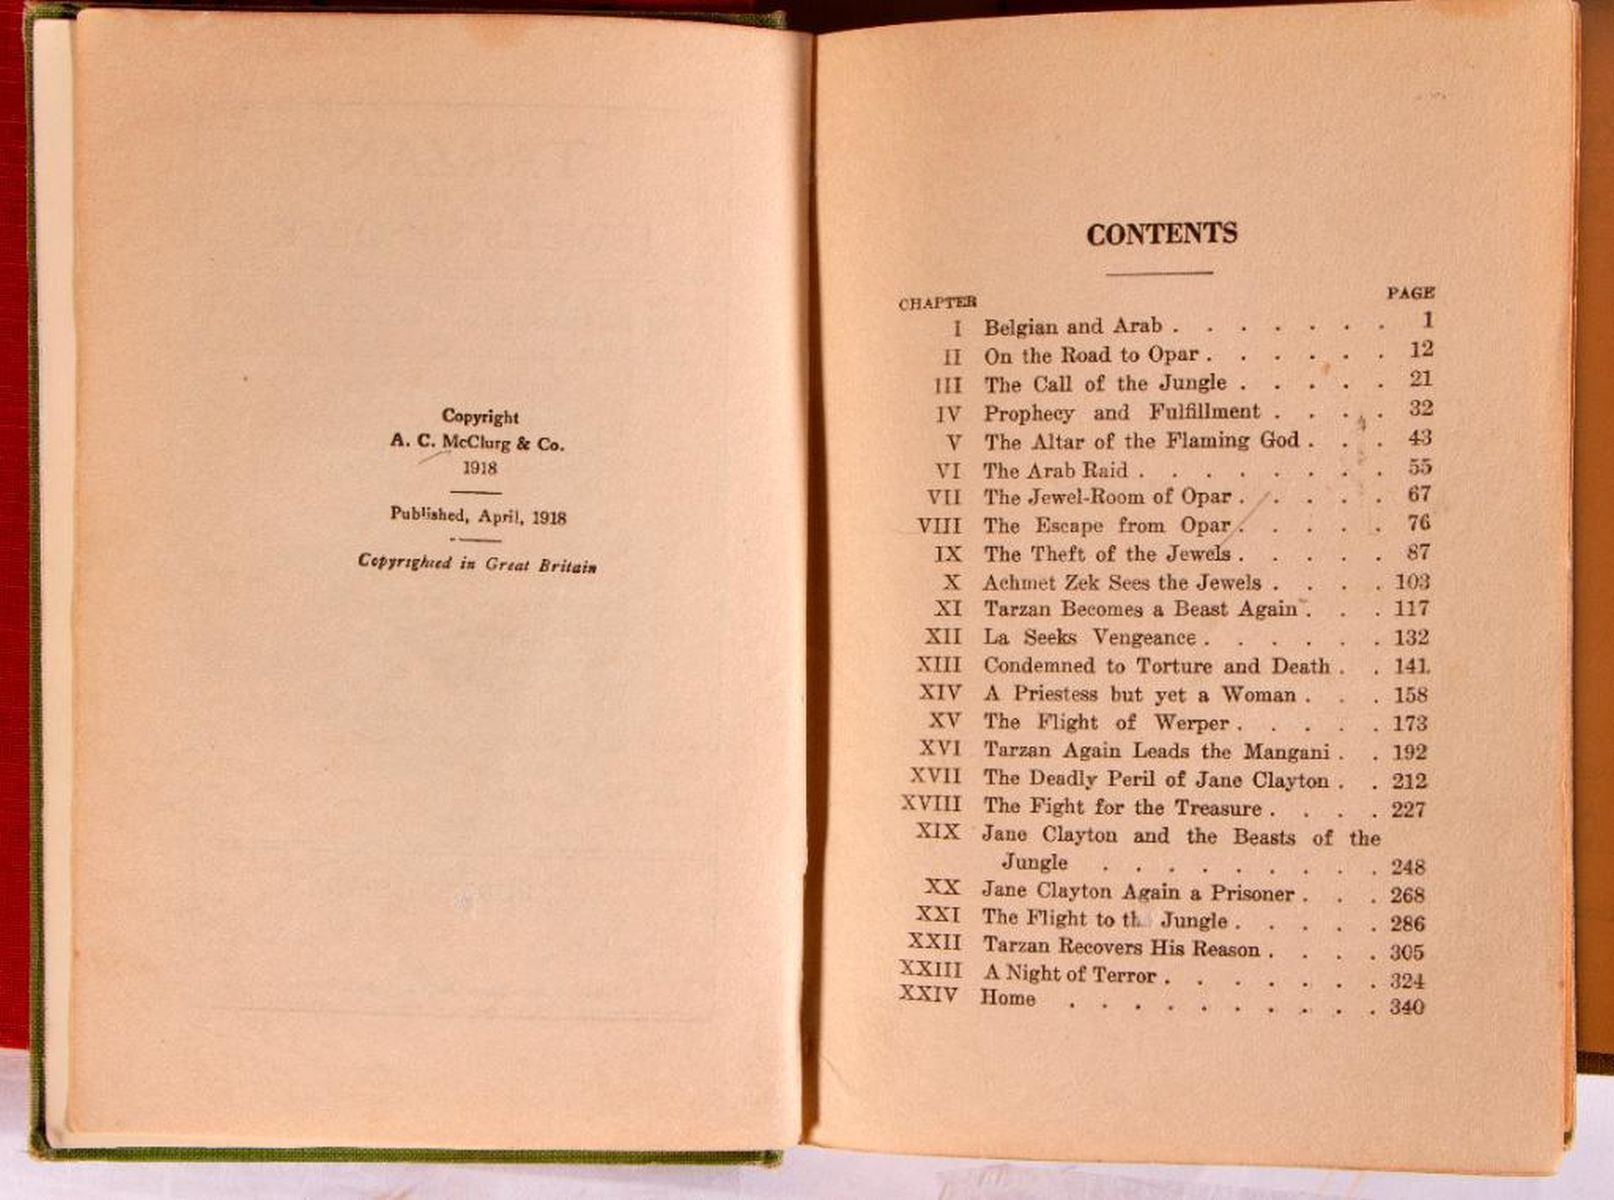 Copyright
A. C. McClurg & Co.
1918
Published, April, 1918
Copyrighted in Great Britain
CONTENTS
CHAPTER PAGE
I Belgian and Arab . . . . . . . 1
II On the Road to Opar . . . . . . 12
III The Call of the Jungle . . . . . 21
IV Prophecy and Fulfillment . . . . 32
V The Altar of the Flaming God . . . 43
VI The Arab Raid . . . . . . . . 55
VII The Jewel-Room of Opar . . . . . 67
VIII The Escape from Opar . . . . . 76
IX The Theft of the Jewels . . . . . 87
X Achmet Zek Sees the Jewels . . . . 103
XI Tarzan Becomes a Beast Again . . . 117
XII La Seeks Vengeance . . . . . . 132
XIII Condemned to Torture and Death . . 141
XIV A Priestess but yet a Woman . . . 158
XV The Flight of Werper . . . . . 173
XVI Tarzan Again Leads the Mangani . . 192
XVII The Deadly Peril of Jane Clayton . . 212
XVIII The Fight for the Treasure . . . . 227
XIX Jane Clayton and the Beasts of the
Jungle . . . . . . . . . 248
XX Jane Clayton Again a Prisoner . . . 268
XXI The Flight to th Jungle . . . . . 286
XXII Tarzan Recovers His Reason . . . . 305
XXIII A Night of Terror . . . . . . . 324
XXIV Home . . . . . . . . . . 340